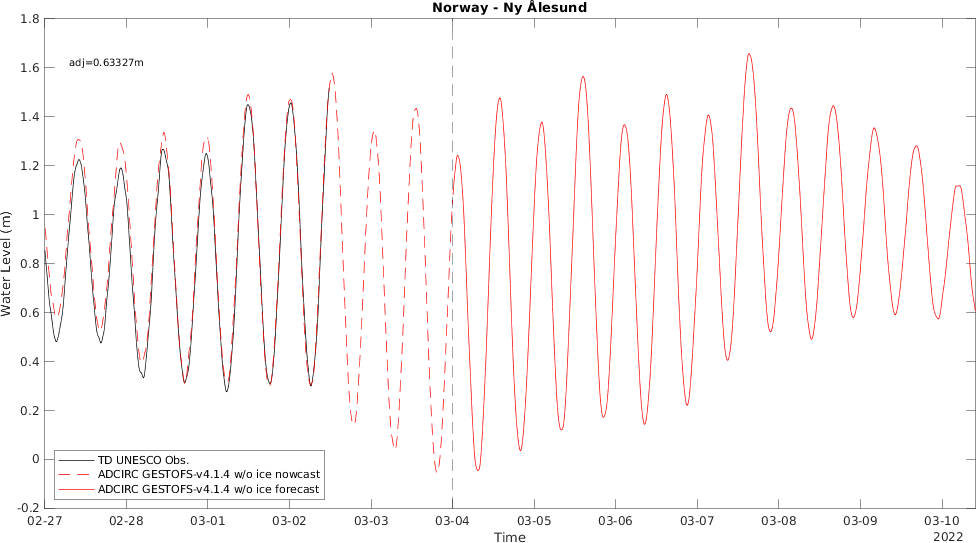 Norway - Ny Ålesund
adj=0.63327m
Water Level (m)
1.8
1.6
1.4
1.2
1
0.8
0.6
0.4
0.2
0
-0.2
TD UNESCO Obs.
ADCIRC GESTOFS-v4.1.4 w/o ice nowcast
ADCIRC GESTOFS-v4.1.4 w/o ice forecast
02-27 02-28 03-01 03-02 03-03 03-04 03-05 03-06 03-07 03-08 03-09 03-10
Time
2022